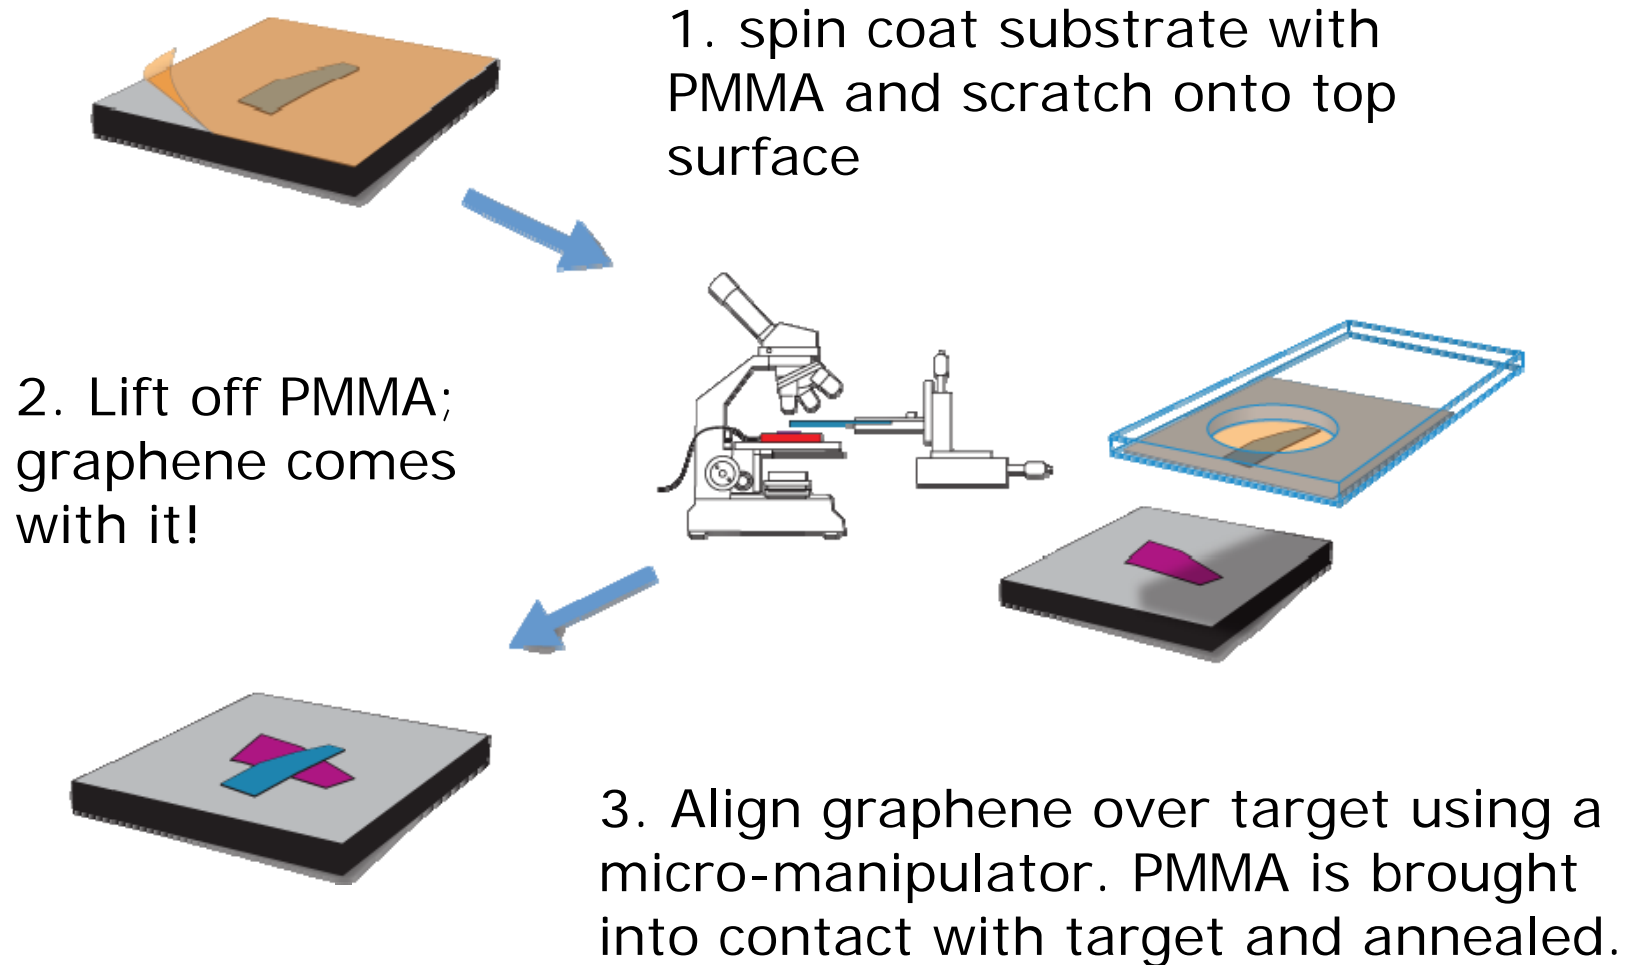 1. spin coat substrate with
PMMA and scratch onto top
surface
2. Lift off PMMA;
graphene comes
with it!
3. Align graphene over target using a
micro-manipulator. PMMA is brought
into contact with target and annealed.